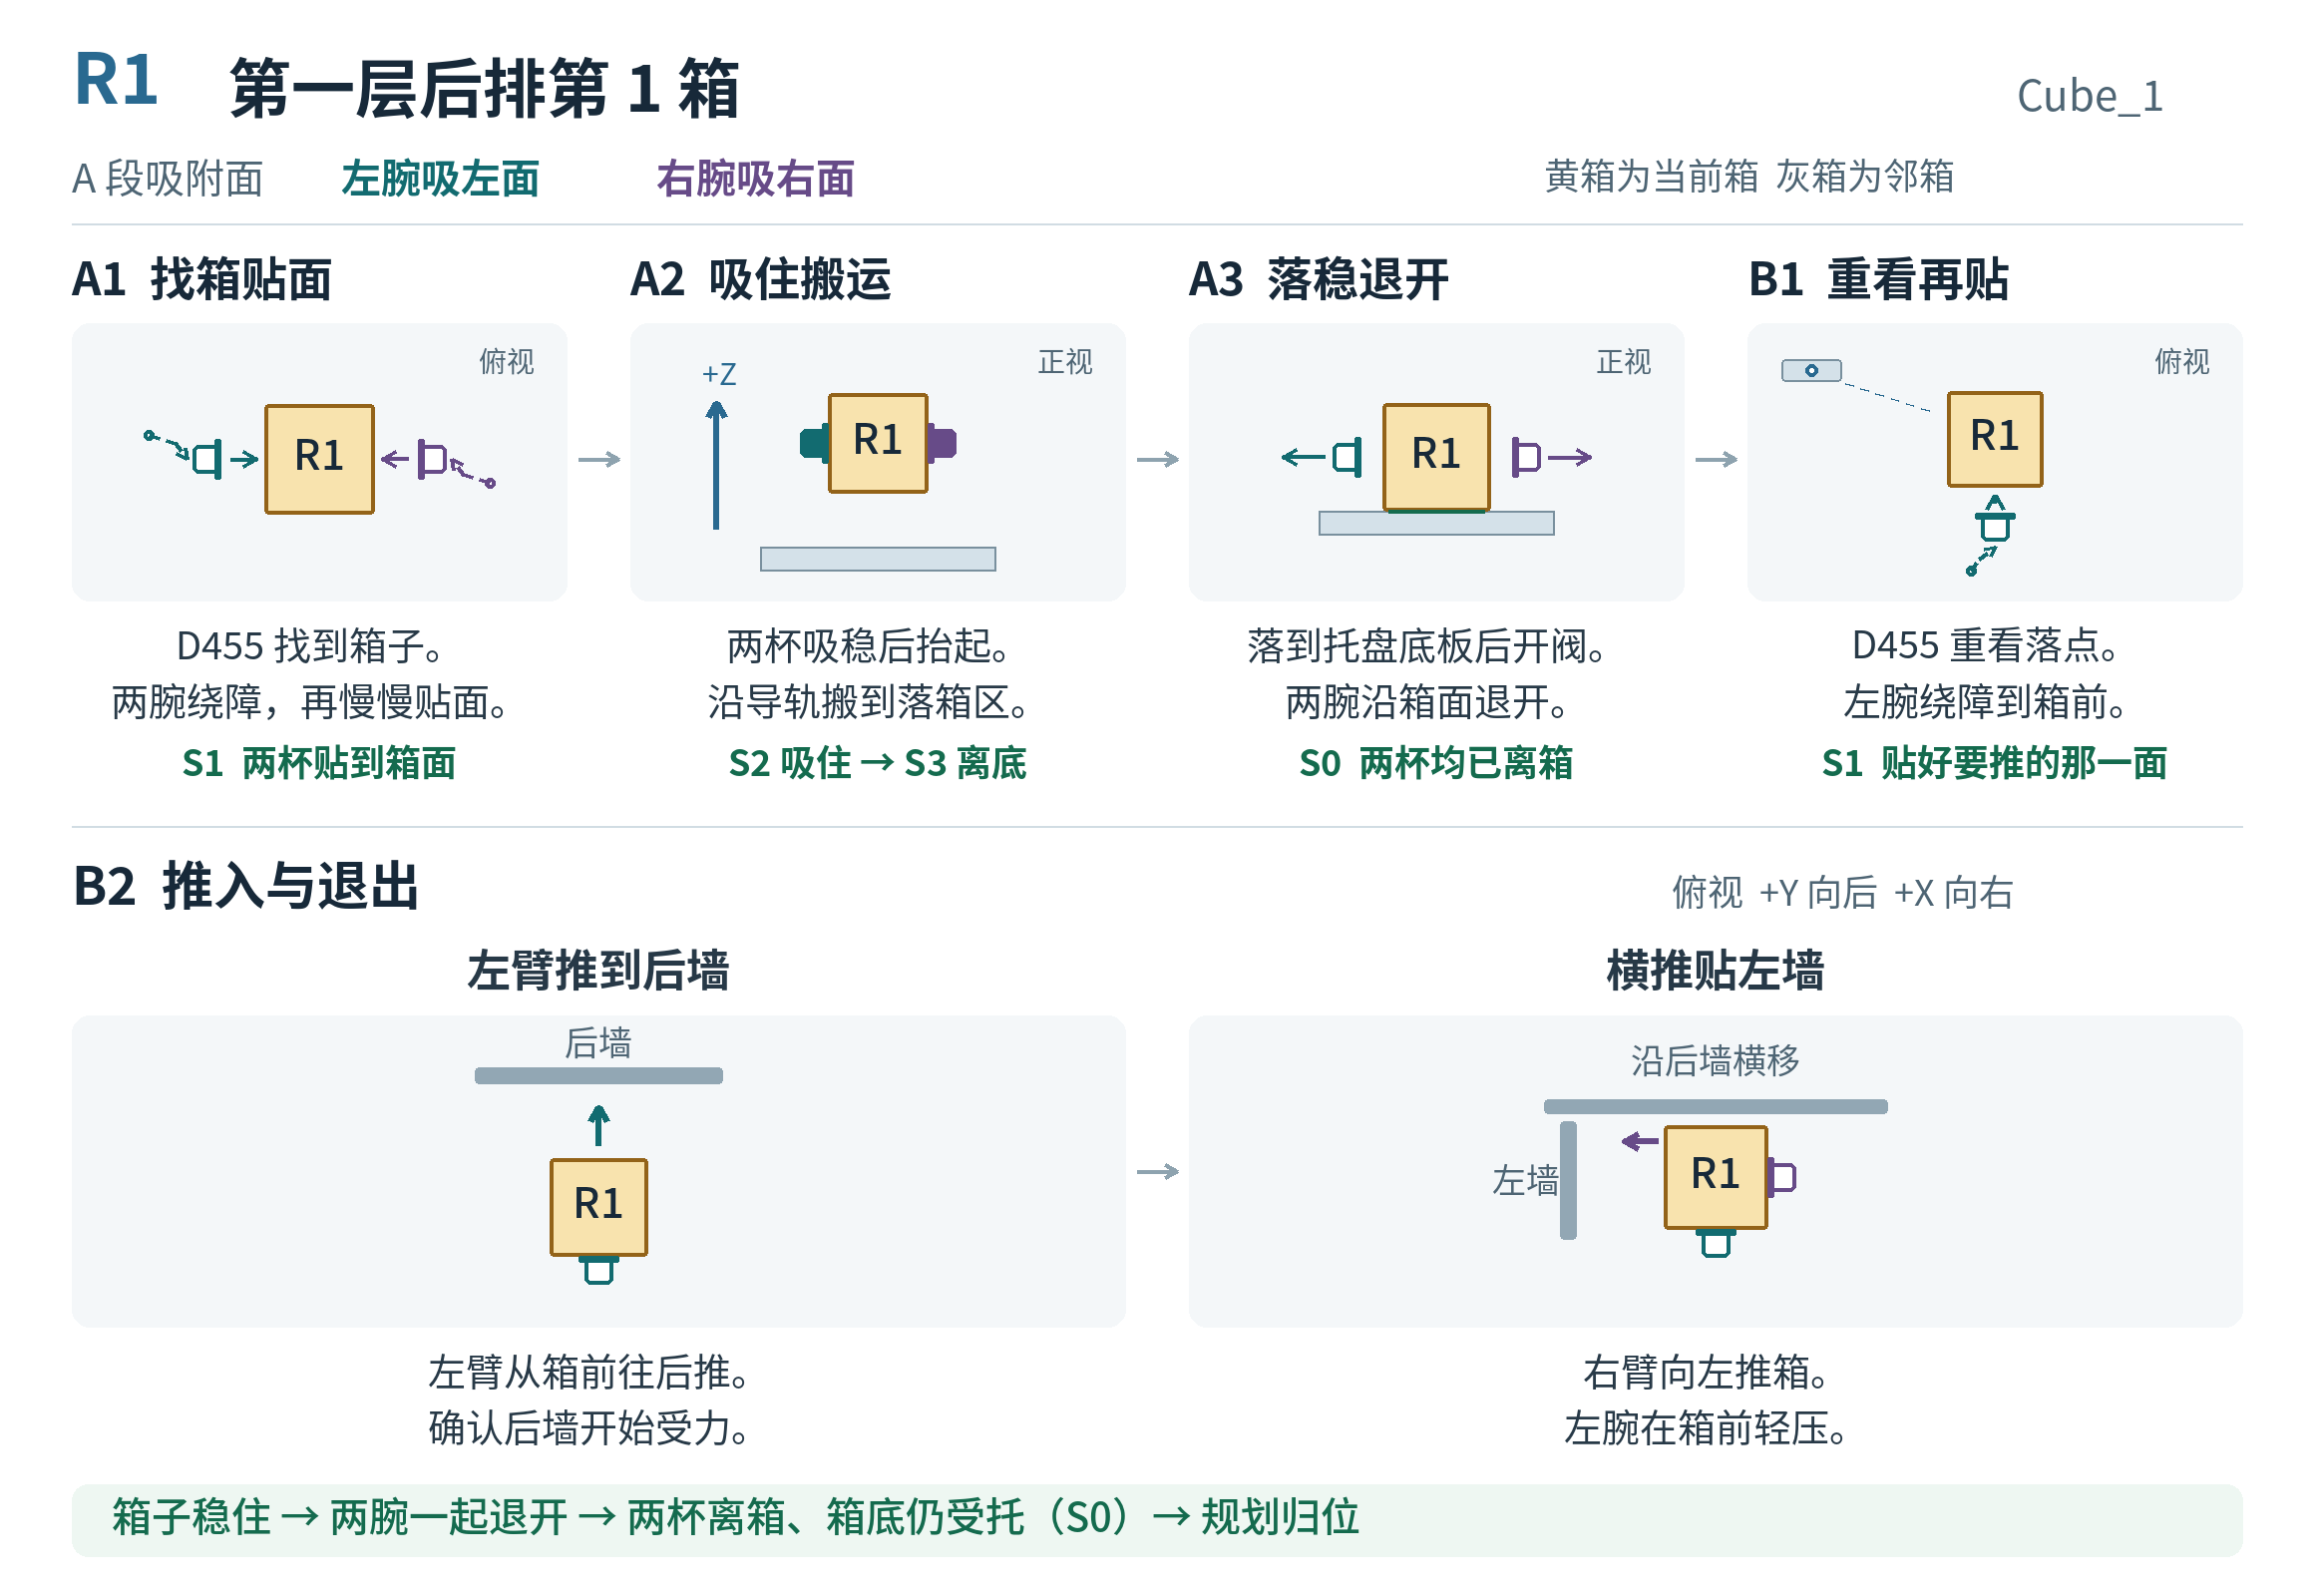 R1 第一层后排第 1 箱
Cube_1
A 段吸附面 左腕吸左面 右腕吸右面
黄箱为当前箱 灰箱为邻箱
A1 找箱贴面
俯视
R1
D455 找到箱子。
两腕绕障，再慢慢贴面。
S1 两杯贴到箱面
A2 吸住搬运
+Z
正视
R1
两杯吸稳后抬起。
沿导轨搬到落箱区。
S2 吸住 → S3 离底
A3 落稳退开
正视
R1
落到托盘底板后开阀。
两腕沿箱面退开。
S0 两杯均已离箱
B1 重看再贴
俯视
R1
D455 重看落点。
左腕绕障到箱前。
S1 贴好要推的那一面
B2 推入与退出
俯视 +Y 向后 +X 向右
左臂推到后墙
后墙
R1
左臂从箱前往后推。
确认后墙开始受力。
横推贴左墙
沿后墙横移
左墙
R1
右臂向左推箱。
左腕在箱前轻压。
箱子稳住 → 两腕一起退开 → 两杯离箱、箱底仍受托（S0）→ 规划归位